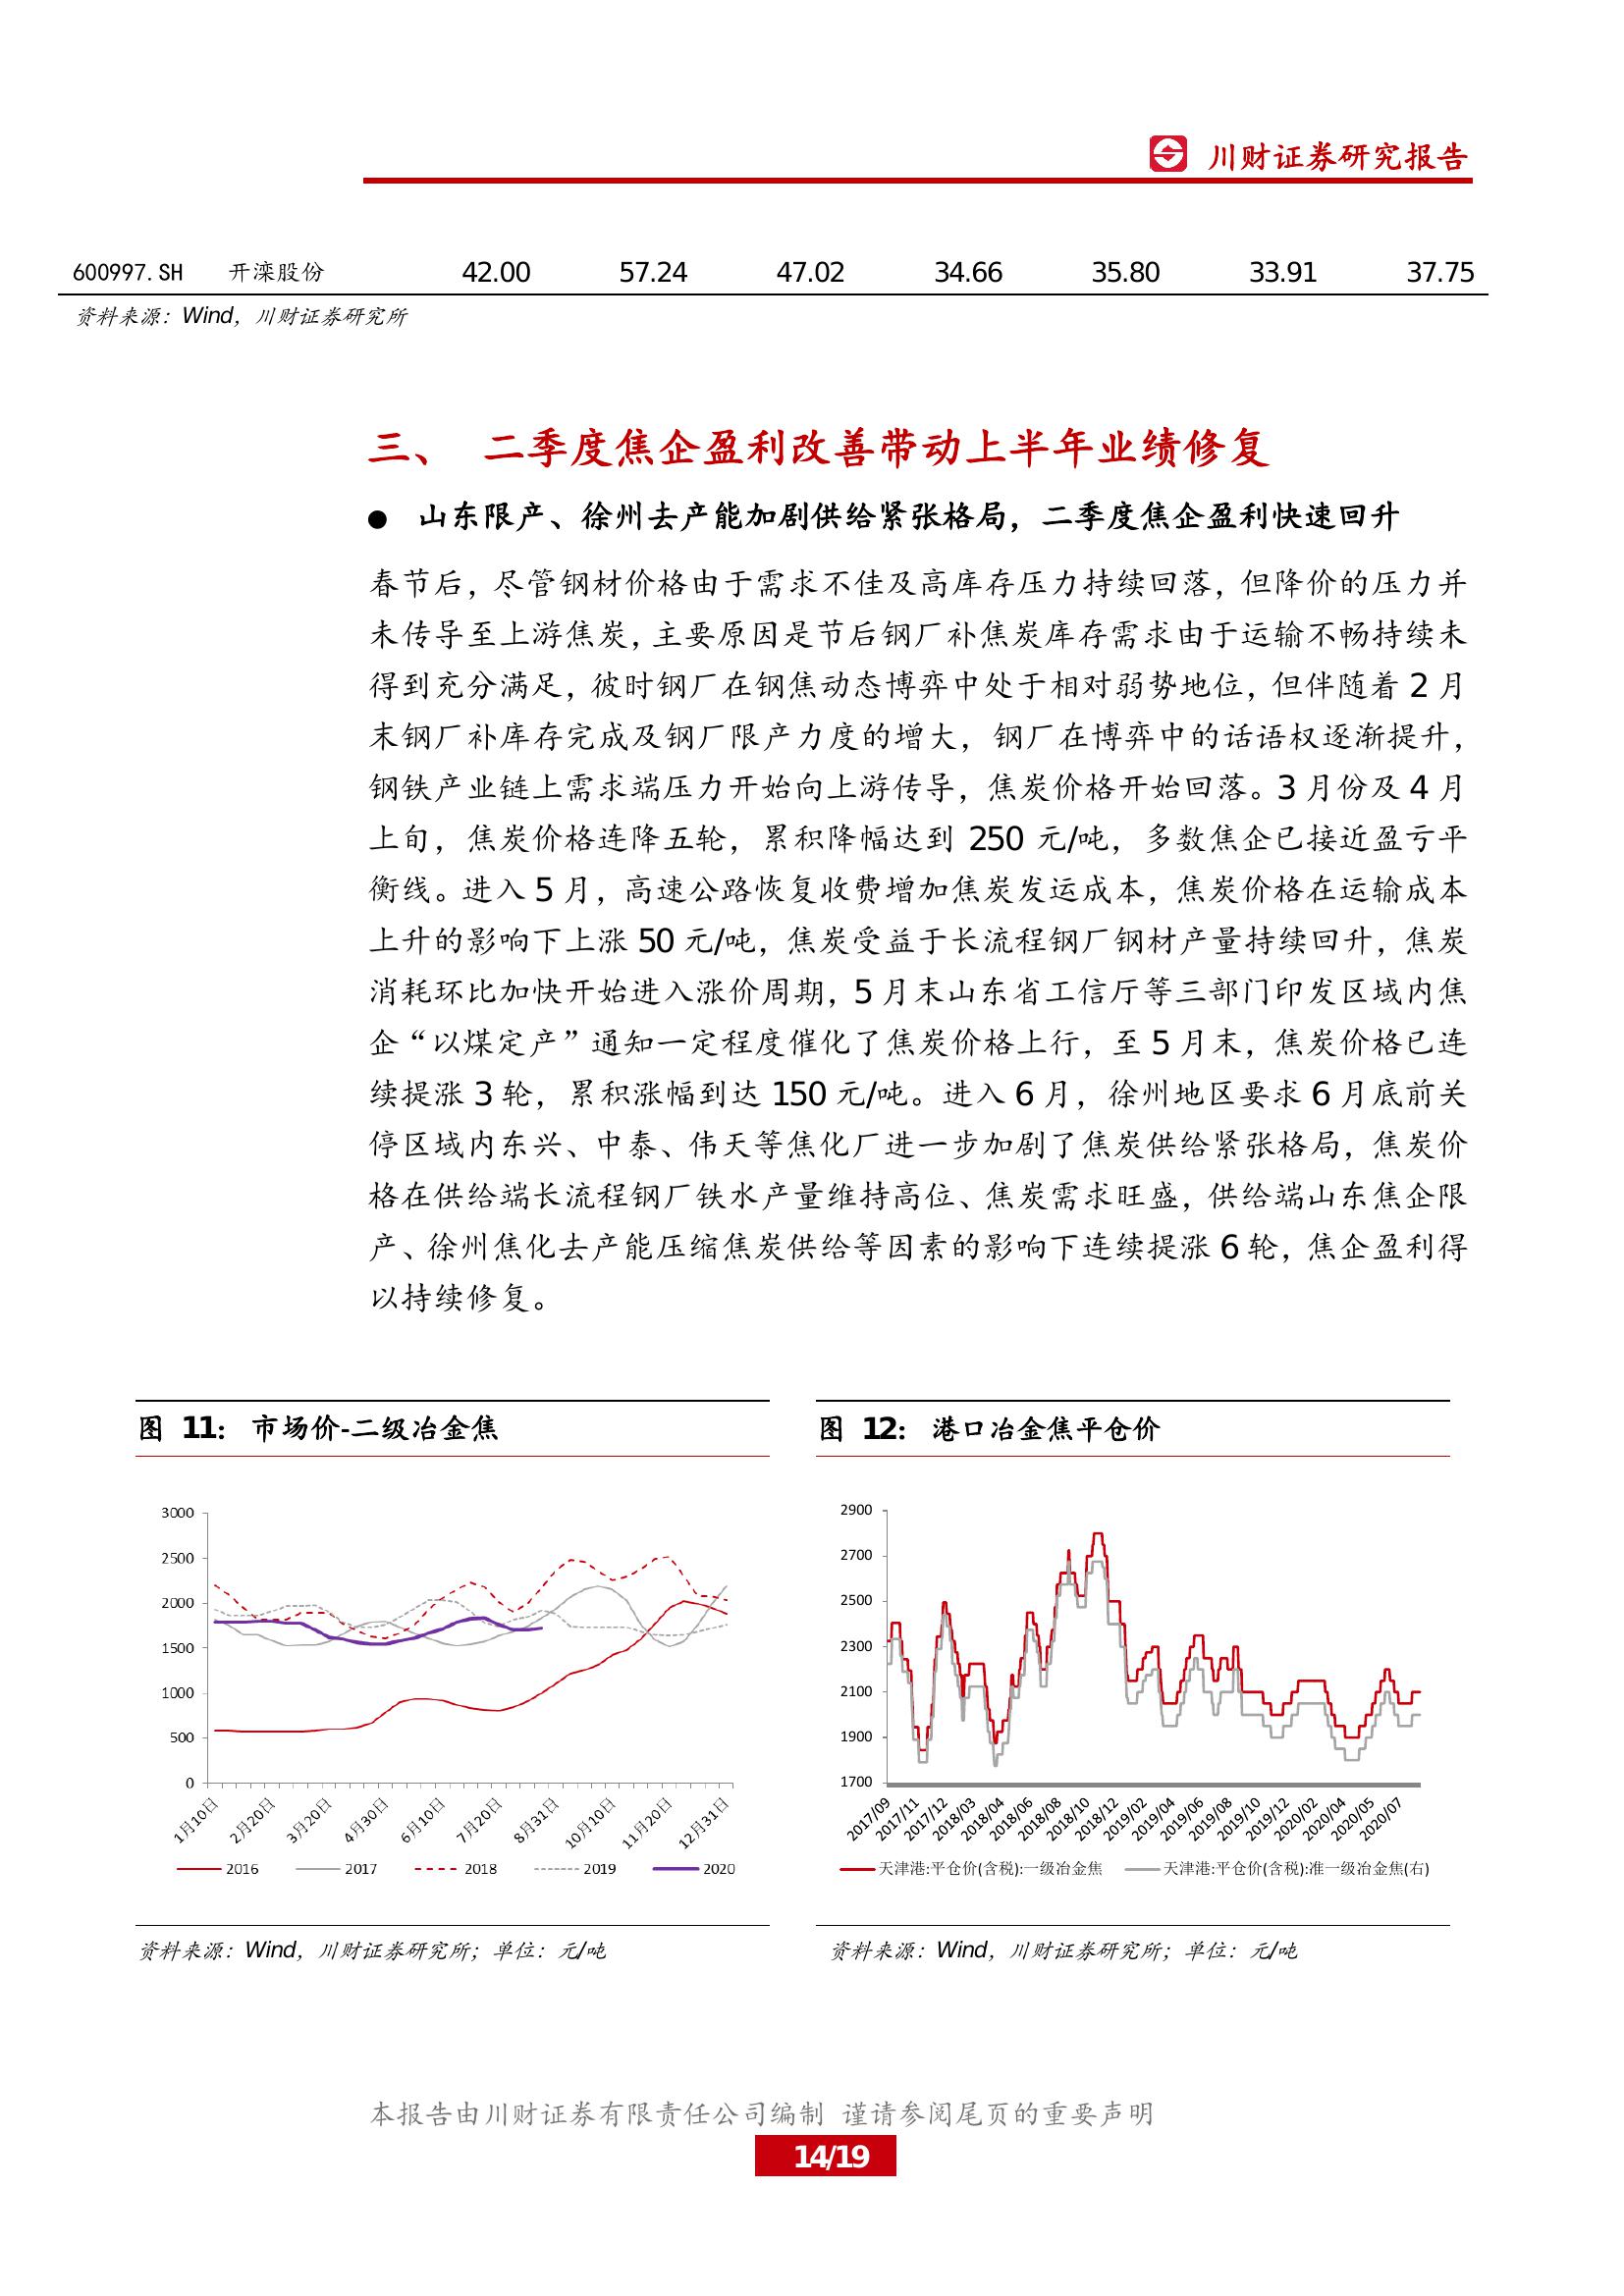 川财证券研究报告
600997.SH 开滦股份 42.00 57.24 47.02 34.66 35.80 33.91 37.75
资料来源：Wind，川财证券研究所
三、 二季度焦企盈利改善带动上半年业绩修复
● 山东限产、徐州去产能加剧供给紧张格局，二季度焦企盈利快速回升
春节后，尽管钢材价格由于需求不佳及高库存压力持续回落，但降价的压力并
未传导至上游焦炭，主要原因是节后钢厂补焦炭库存需求由于运输不畅持续未
得到充分满足，彼时钢厂在钢焦动态博弈中处于相对弱势地位，但伴随着 2 月
末钢厂补库存完成及钢厂限产力度的增大，钢厂在博弈中的话语权逐渐提升，
钢铁产业链上需求端压力开始向上游传导，焦炭价格开始回落。3 月份及 4 月
上旬，焦炭价格连降五轮，累积降幅达到 250 元/吨，多数焦企已接近盈亏平
衡线。进入 5 月，高速公路恢复收费增加焦炭发运成本，焦炭价格在运输成本
上升的影响下上涨 50 元/吨，焦炭受益于长流程钢厂钢材产量持续回升，焦炭
消耗环比加快开始进入涨价周期，5 月末山东省工信厅等三部门印发区域内焦
企“以煤定产”通知一定程度催化了焦炭价格上行，至 5 月末，焦炭价格已连
续提涨 3 轮，累积涨幅到达 150 元/吨。进入 6 月，徐州地区要求 6 月底前关
停区域内东兴、中泰、伟天等焦化厂进一步加剧了焦炭供给紧张格局，焦炭价
格在供给端长流程钢厂铁水产量维持高位、焦炭需求旺盛，供给端山东焦企限
产、徐州焦化去产能压缩焦炭供给等因素的影响下连续提涨 6 轮，焦企盈利得
以持续修复。
图 11： 市场价-二级冶金焦
3000
2500
2000
1500
1000
500
0
1月10日 2月20日 3月20日 4月30日 6月10日 7月20日 8月31日 10月10日 11月20日 12月31日
2016 2017 2018 2019 2020
资料来源：Wind，川财证券研究所；单位：元/吨
图 12： 港口冶金焦平仓价
2900
2700
2500
2300
2100
1900
1700
2017/09 2017/11 2017/12 2018/03 2018/04 2018/06 2018/08 2018/10 2018/12 2019/02 2019/04 2019/06 2019/08 2019/10 2019/12 2020/02 2020/04 2020/05 2020/07
天津港:平仓价(含税):一级冶金焦 天津港:平仓价(含税):准一级冶金焦(右)
资料来源：Wind，川财证券研究所；单位：元/吨
本报告由川财证券有限责任公司编制 谨请参阅尾页的重要声明
14/19